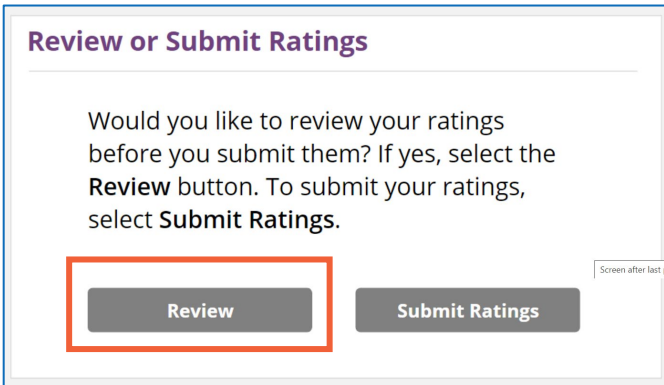 Review or Submit Ratings
Would you like to review your ratings
before you submit them? If yes, select the
Review button. To submit your ratings,
select Submit Ratings.
Screen after last
Review
Submit Ratings